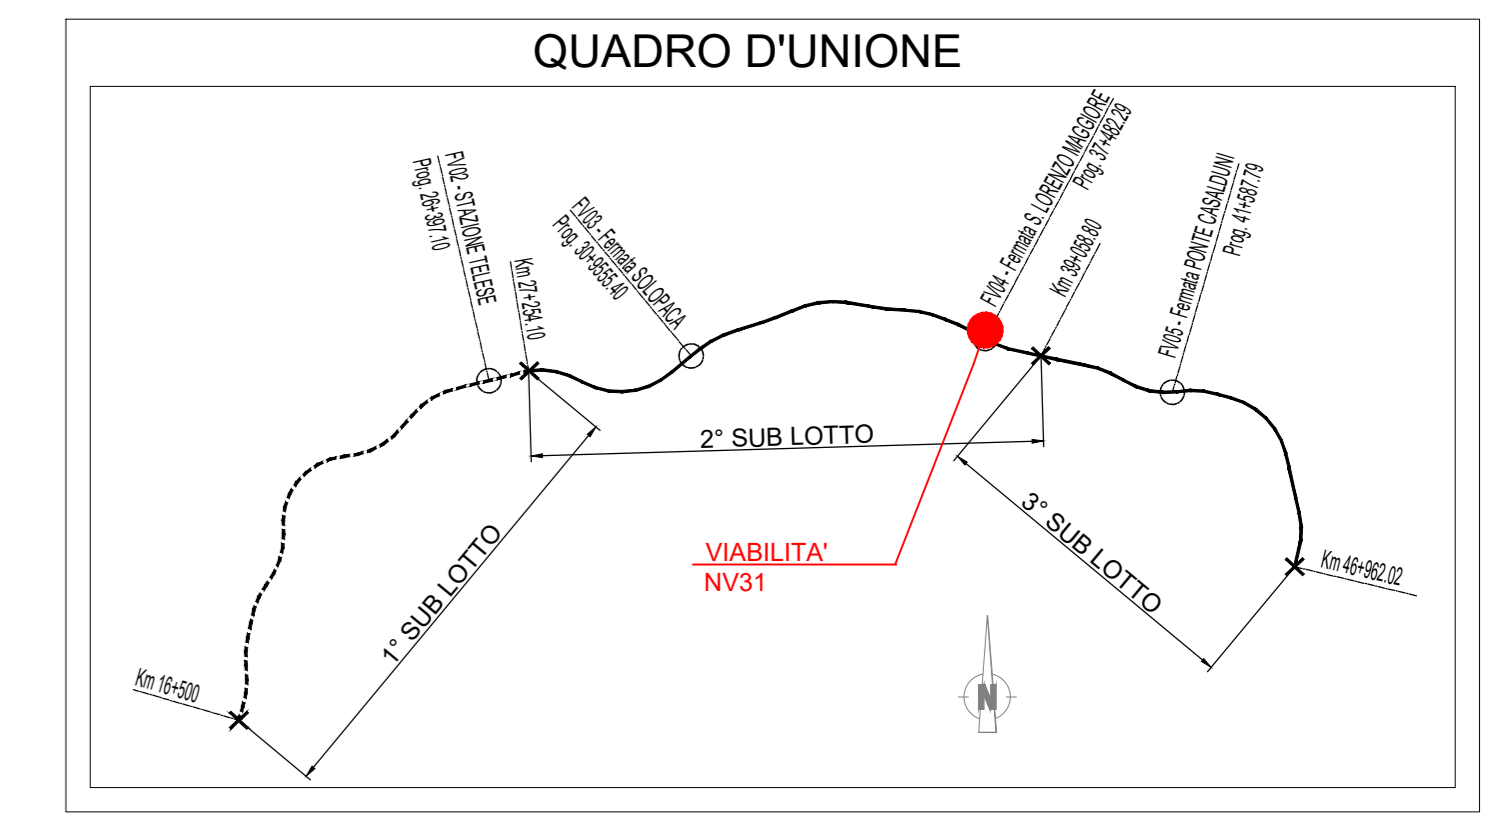 QUADRO D'UNIONE
FV02 - STAZIONE TELESE
Prog. 26+397.10
Km 27+254.10
FV03 - Fermata SOLOPACA
Prog. 30+9555.40
FV04 - Fermata S. LORENZO MAGGIORE
Prog. 37+482.29
Km 39+058.80
FV05 - Fermata PONTE CASALDUNI
Prog. 41+587.79
2° SUB LOTTO
1° SUB LOTTO
3° SUB LOTTO
VIABILITA'
NV31
Km 46+962.02
Km 16+500
N